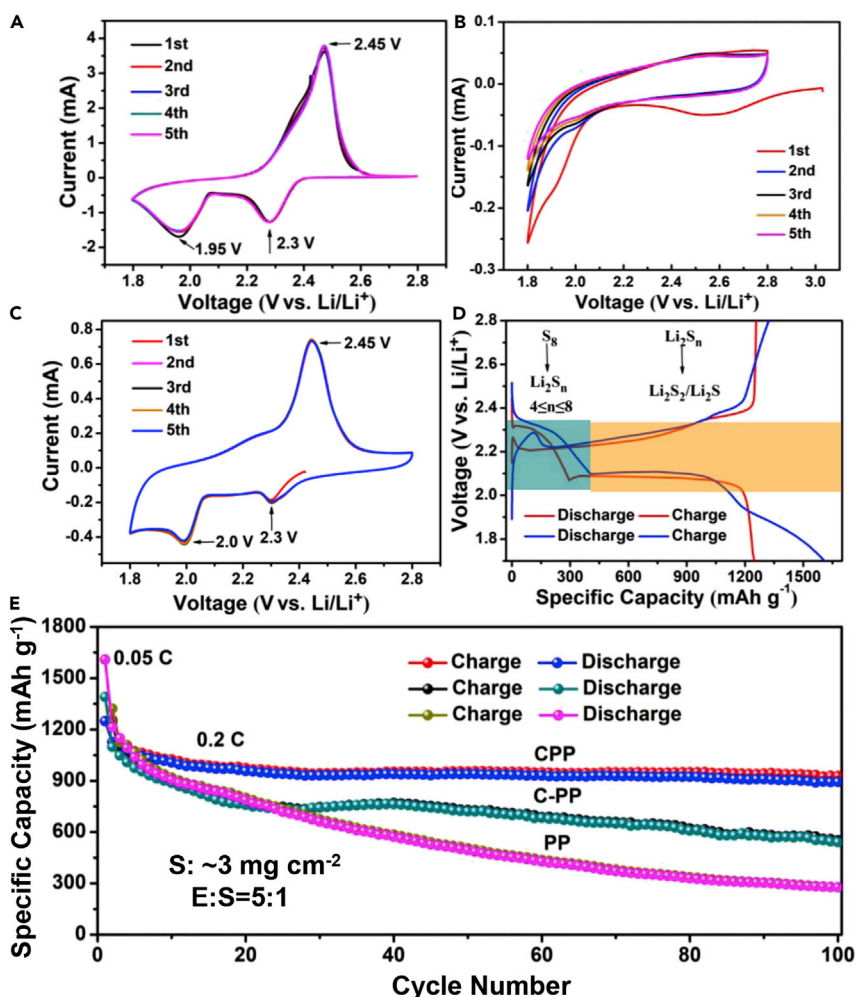 A
1st
2nd
3rd
4th
5th
2.45 V
1.95 V
2.3 V
4
3
2
1
0
-1
-2
1.8 2.0 2.2 2.4 2.6 2.8
Current (mA)
Voltage (V vs. Li/Li⁺)
B
1st
2nd
3rd
4th
5th
0.1
0.0
-0.1
-0.2
-0.3
1.8 2.0 2.2 2.4 2.6 2.8 3.0
Current (mA)
Voltage (V vs. Li/Li⁺)
C
1st
2nd
3rd
4th
5th
2.45 V
2.0 V
2.3 V
0.8
0.4
0.0
-0.4
1.8 2.0 2.2 2.4 2.6 2.8
Current (mA)
Voltage (V vs. Li/Li⁺)
D
S₈
Li₂Sₙ
4≤n≤8
Li₂Sₙ
Li₂S₂/Li₂S
Discharge Charge
Discharge Charge
2.8
2.6
2.4
2.2
2.0
1.8
0 300 600 900 1200 1500
Voltage (V vs. Li/Li⁺)
Specific Capacity (mAh g⁻¹)
E
0.05 C
0.2 C
Charge Discharge
Charge Discharge
Charge Discharge
CPP
C-PP
PP
S: ~3 mg cm⁻²
E:S=5:1
1800
1500
1200
900
600
300
0
0 20 40 60 80 100
Specific Capacity (mAh g⁻¹)
Cycle Number